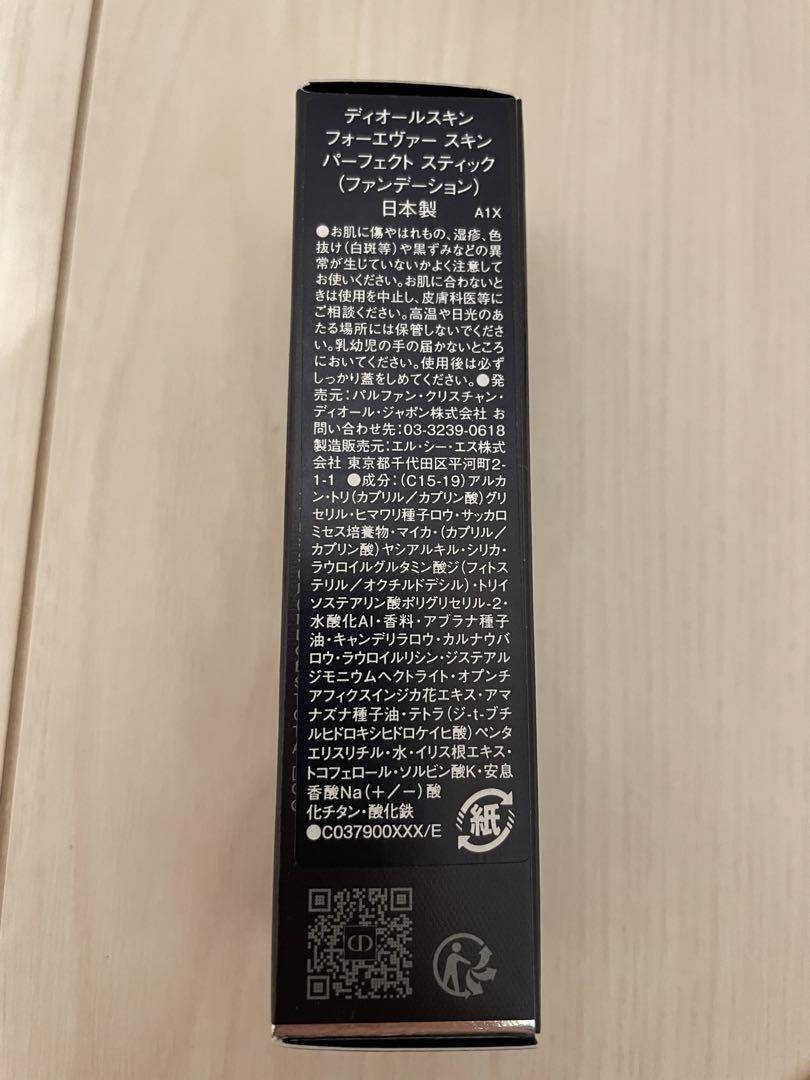 ディオールスキン
フォーエヴァー スキン
パーフェクト スティック
(ファンデーション)
日本製 A1X
●お肌に傷やはれもの、湿疹、色
抜け(白斑等)や黒ずみなどの異
常が生じていないかよく注意して
お使いください。お肌に合わないと
きは使用を中止し、皮膚科医等に
ご相談ください。高温や日光のあ
たる場所には保管しないでくださ
い。乳幼児の手の届かないところ
においてください。使用後は必ず
しっかり蓋をしめてください。●発
売元:パルファン・クリスチャン・
ディオール・ジャポン株式会社 お
問い合わせ先:03-3239-0618
製造販売元:エル・シー・エス株式
会社 東京都千代田区平河町2-
1-1 ●成分:(C15-19)アルカ
ン・トリ(カプリル/カプリン酸)グリ
セリル・ヒマワリ種子ロウ・サッカロ
ミセス培養物・マイカ・(カプリル/
カプリン酸)ヤシアルキル・シリカ・
ラウロイルグルタミン酸ジ(フィトス
テリル/オクチルドデシル)・トリイ
ソステアリン酸ポリグリセリル-2・
水酸化Al・香料・アブラナ種子
油・キャンデリラロウ・カルナウバ
ロウ・ラウロイルリシン・ジステアル
ジモニウムヘクトライト・オプンチ
アフィクスインジカ花エキス・アマ
ナズナ種子油・テトラ(ジ-t-ブチ
ルヒドロキシヒドロケイヒ酸)ペンタ
エリスリチル・水・イリス根エキス・
トコフェロール・ソルビン酸K・安息
香酸Na(+/−)酸
化チタン・酸化鉄
●C037900XXX/E
紙
CD